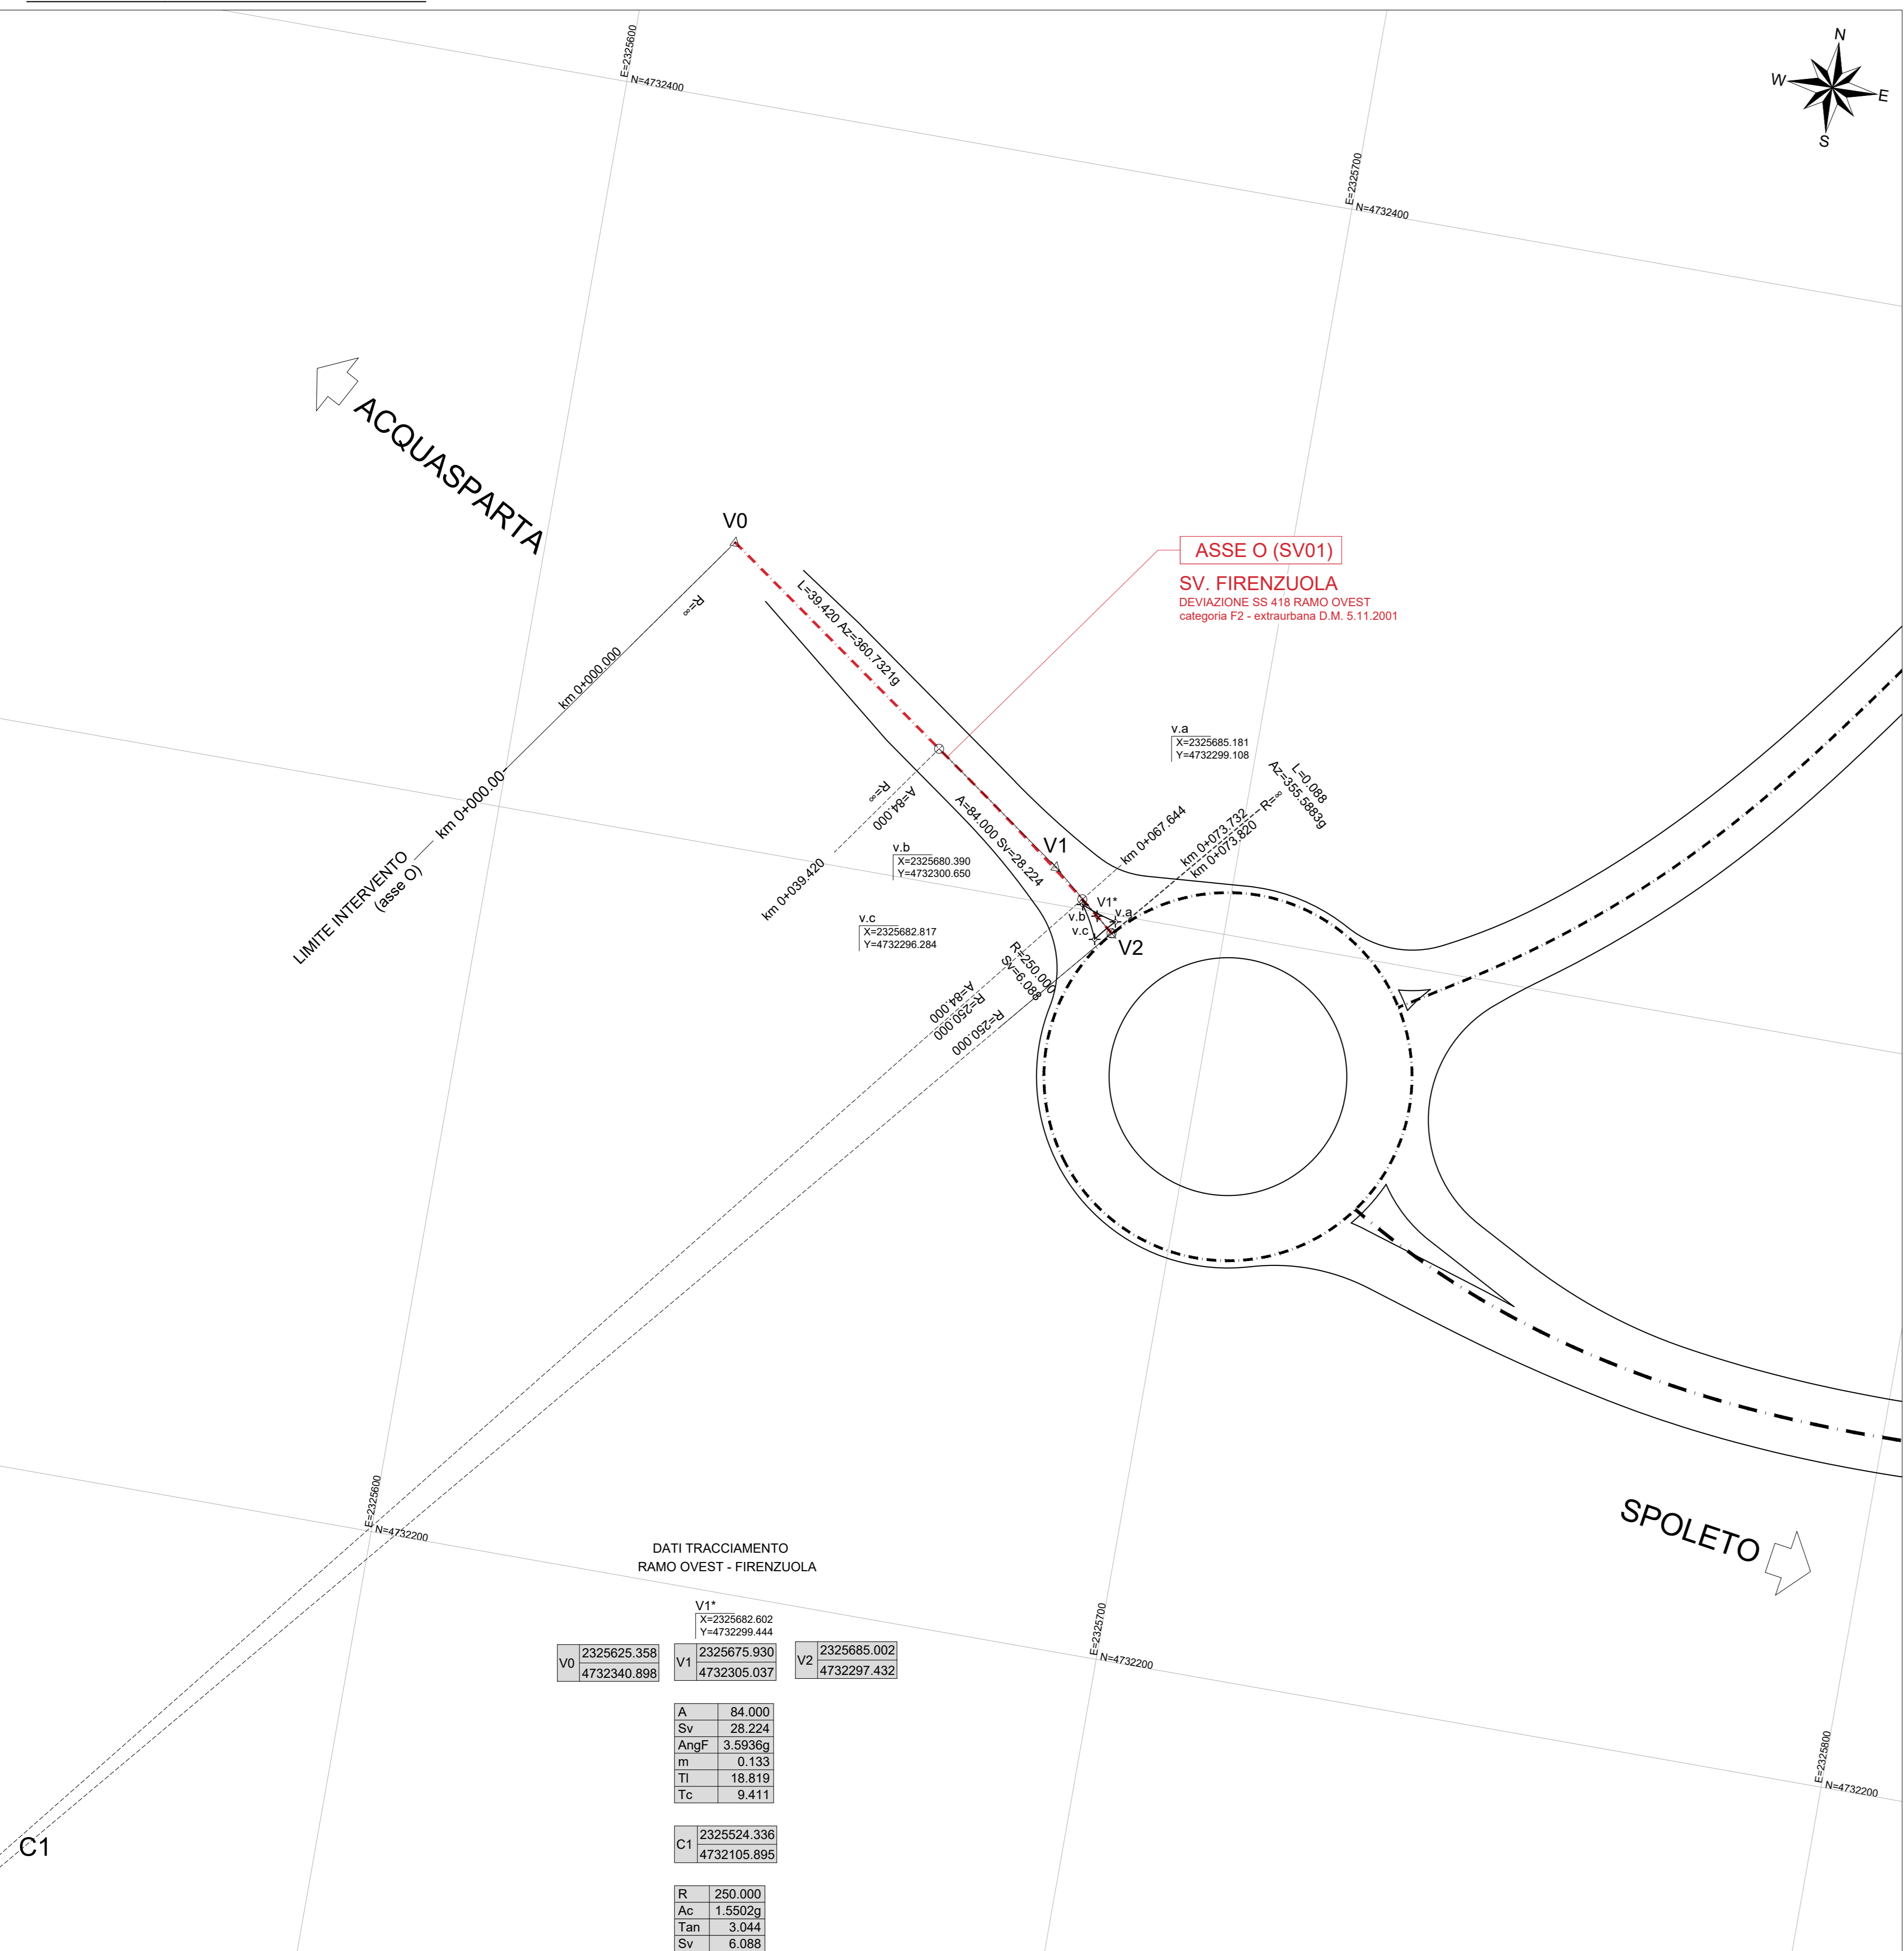 N
W
E
S
E=2325600
N=4732400
E=2325700
N=4732400
ACQUASPARTA
V0
R=∞
km 0+000.000
km 0+000.00
LIMITE INTERVENTO
(asse O)
L=39.420 Az=360.7321g
ASSE O (SV01)
SV. FIRENZUOLA
DEVIAZIONE SS 418 RAMO OVEST
categoria F2 - extraurbana D.M. 5.11.2001
v.a
X=2325685.181
Y=4732299.108
L=0.088
Az=355.5883g
R=∞
km 0+073.732
km 0+073.820
km 0+067.644
R=∞
A=84.000
km 0+039.420
A=84.000 Sv=28.224
V1
v.b
X=2325680.390
Y=4732300.650
v.c
X=2325682.817
Y=4732296.284
V1*
v.a
v.b
v.c
V2
R=250.000
Sv=6.088
A=84.000
R=250.000
R=250.000
E=2325600
N=4732200
SPOLETO
E=2325700
N=4732200
E=2325800
N=4732200
C1
DATI TRACCIAMENTO
RAMO OVEST - FIRENZUOLA
V1*
X=2325682.602
Y=4732299.444
V0 2325625.358
4732340.898
V1 2325675.930
4732305.037
V2 2325685.002
4732297.432
A 84.000
Sv 28.224
AngF 3.5936g
m 0.133
Tl 18.819
Tc 9.411
C1 2325524.336
4732105.895
R 250.000
Ac 1.5502g
Tan 3.044
Sv 6.088